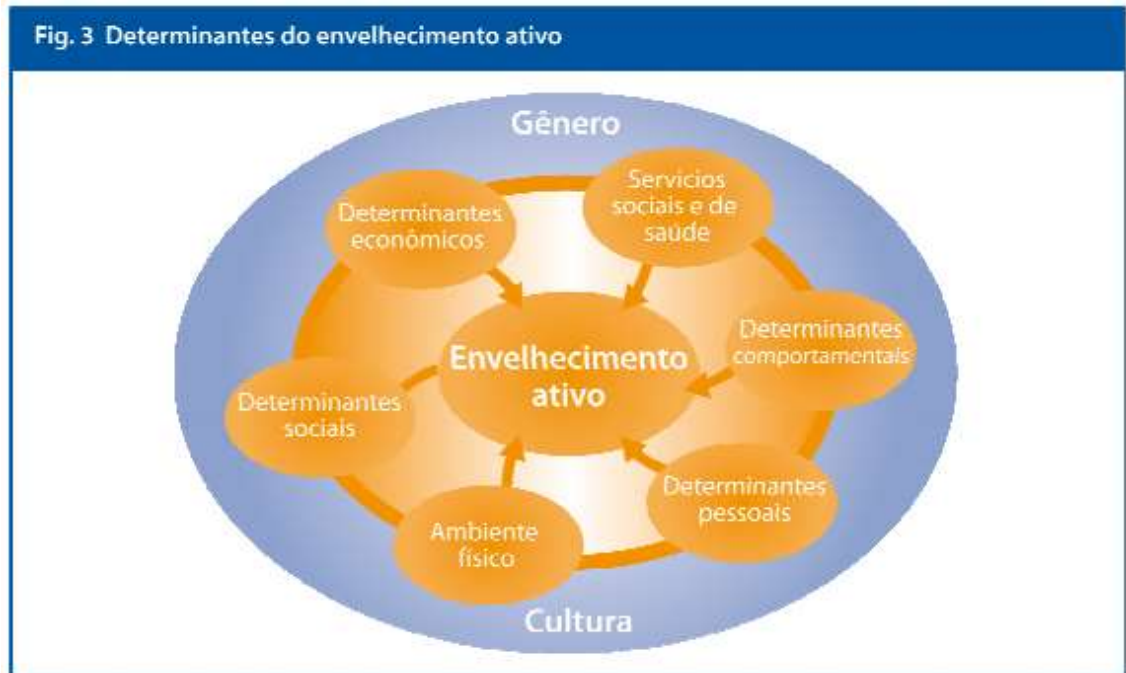 Fig. 3 Determinantes do envelhecimento ativo
Gênero
Determinantes
econômicos
Servicios
sociais e de
saúde
Determinantes
comportamentais
Envelhecimento
ativo
Determinantes
sociais
Determinantes
pessoais
Ambiente
físico
Cultura